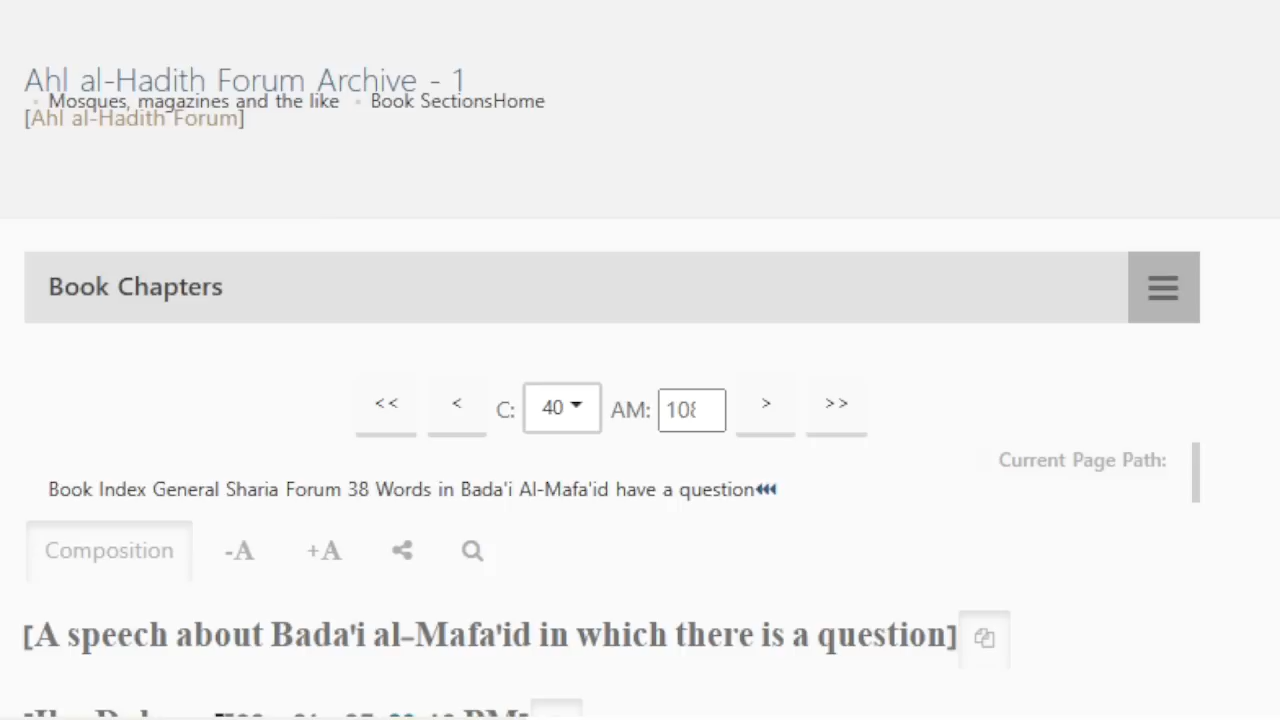 Ahl al-Hadith Forum Archive - 1
Mosques, magazines and the like Book SectionsHome
[Ahl al-Hadith Forum]
Book Chapters
<< < C: 40 AM: 108 > >>
Current Page Path:
Book Index General Sharia Forum 38 Words in Bada'i Al-Mafa'id have a question
Composition -A +A
[A speech about Bada'i al-Mafa'id in which there is a question]